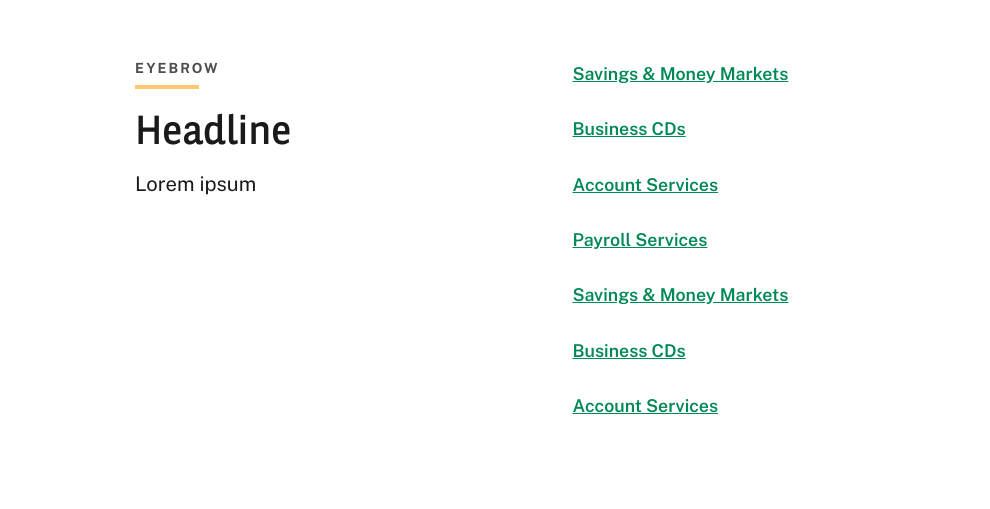 EYEBROW
Headline
Lorem ipsum
Savings & Money Markets
Business CDs
Account Services
Payroll Services
Savings & Money Markets
Business CDs
Account Services